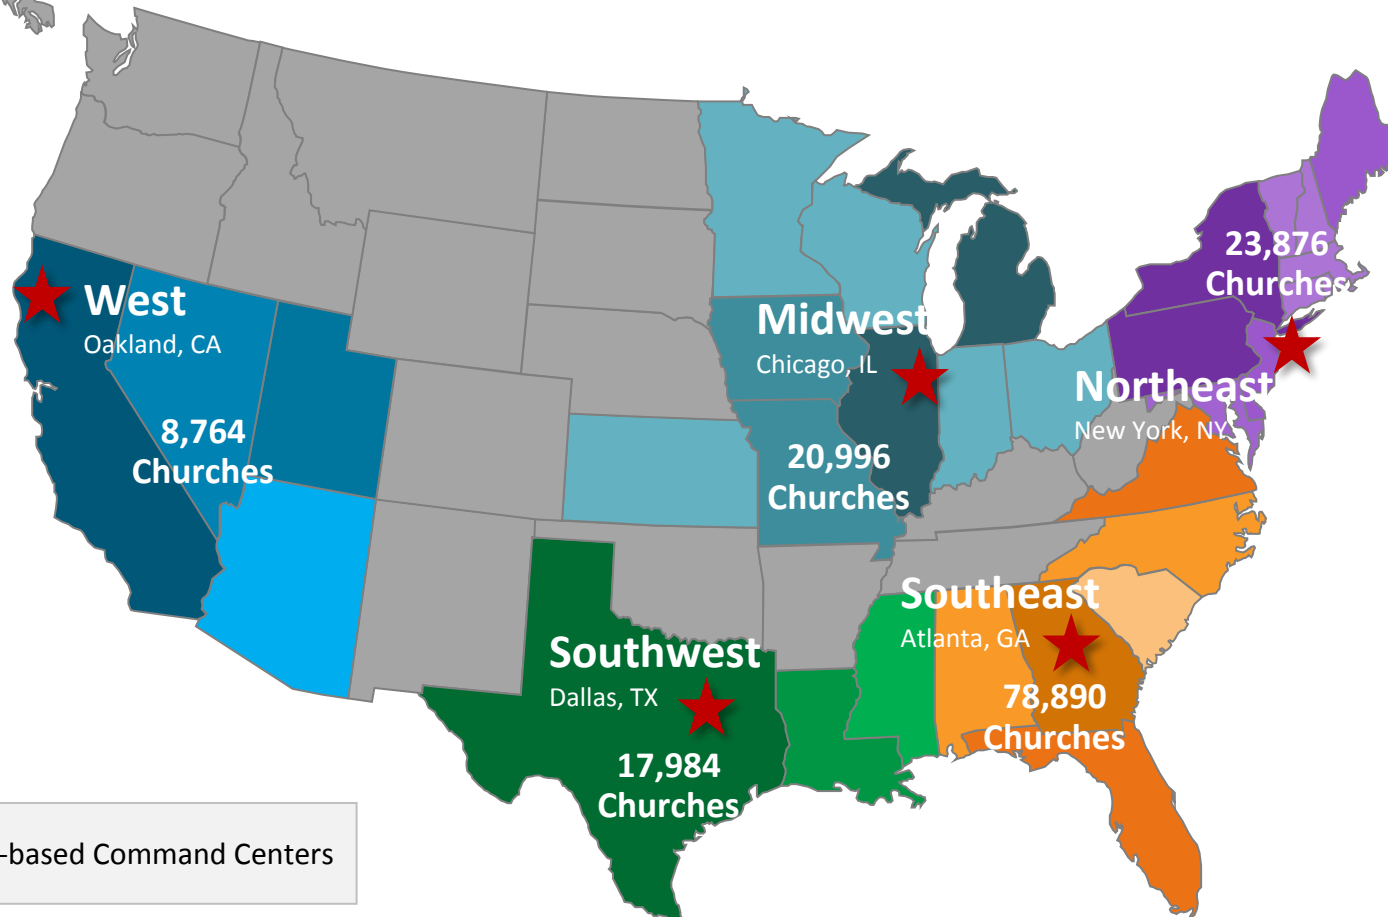 23,876
Churches
West
Oakland, CA
Midwest
Chicago, IL
Northeast
New York, NY
8,764
Churches
20,996
Churches
Southeast
Atlanta, GA
Southwest
Dallas, TX
78,890
Churches
17,984
Churches
-based Command Centers